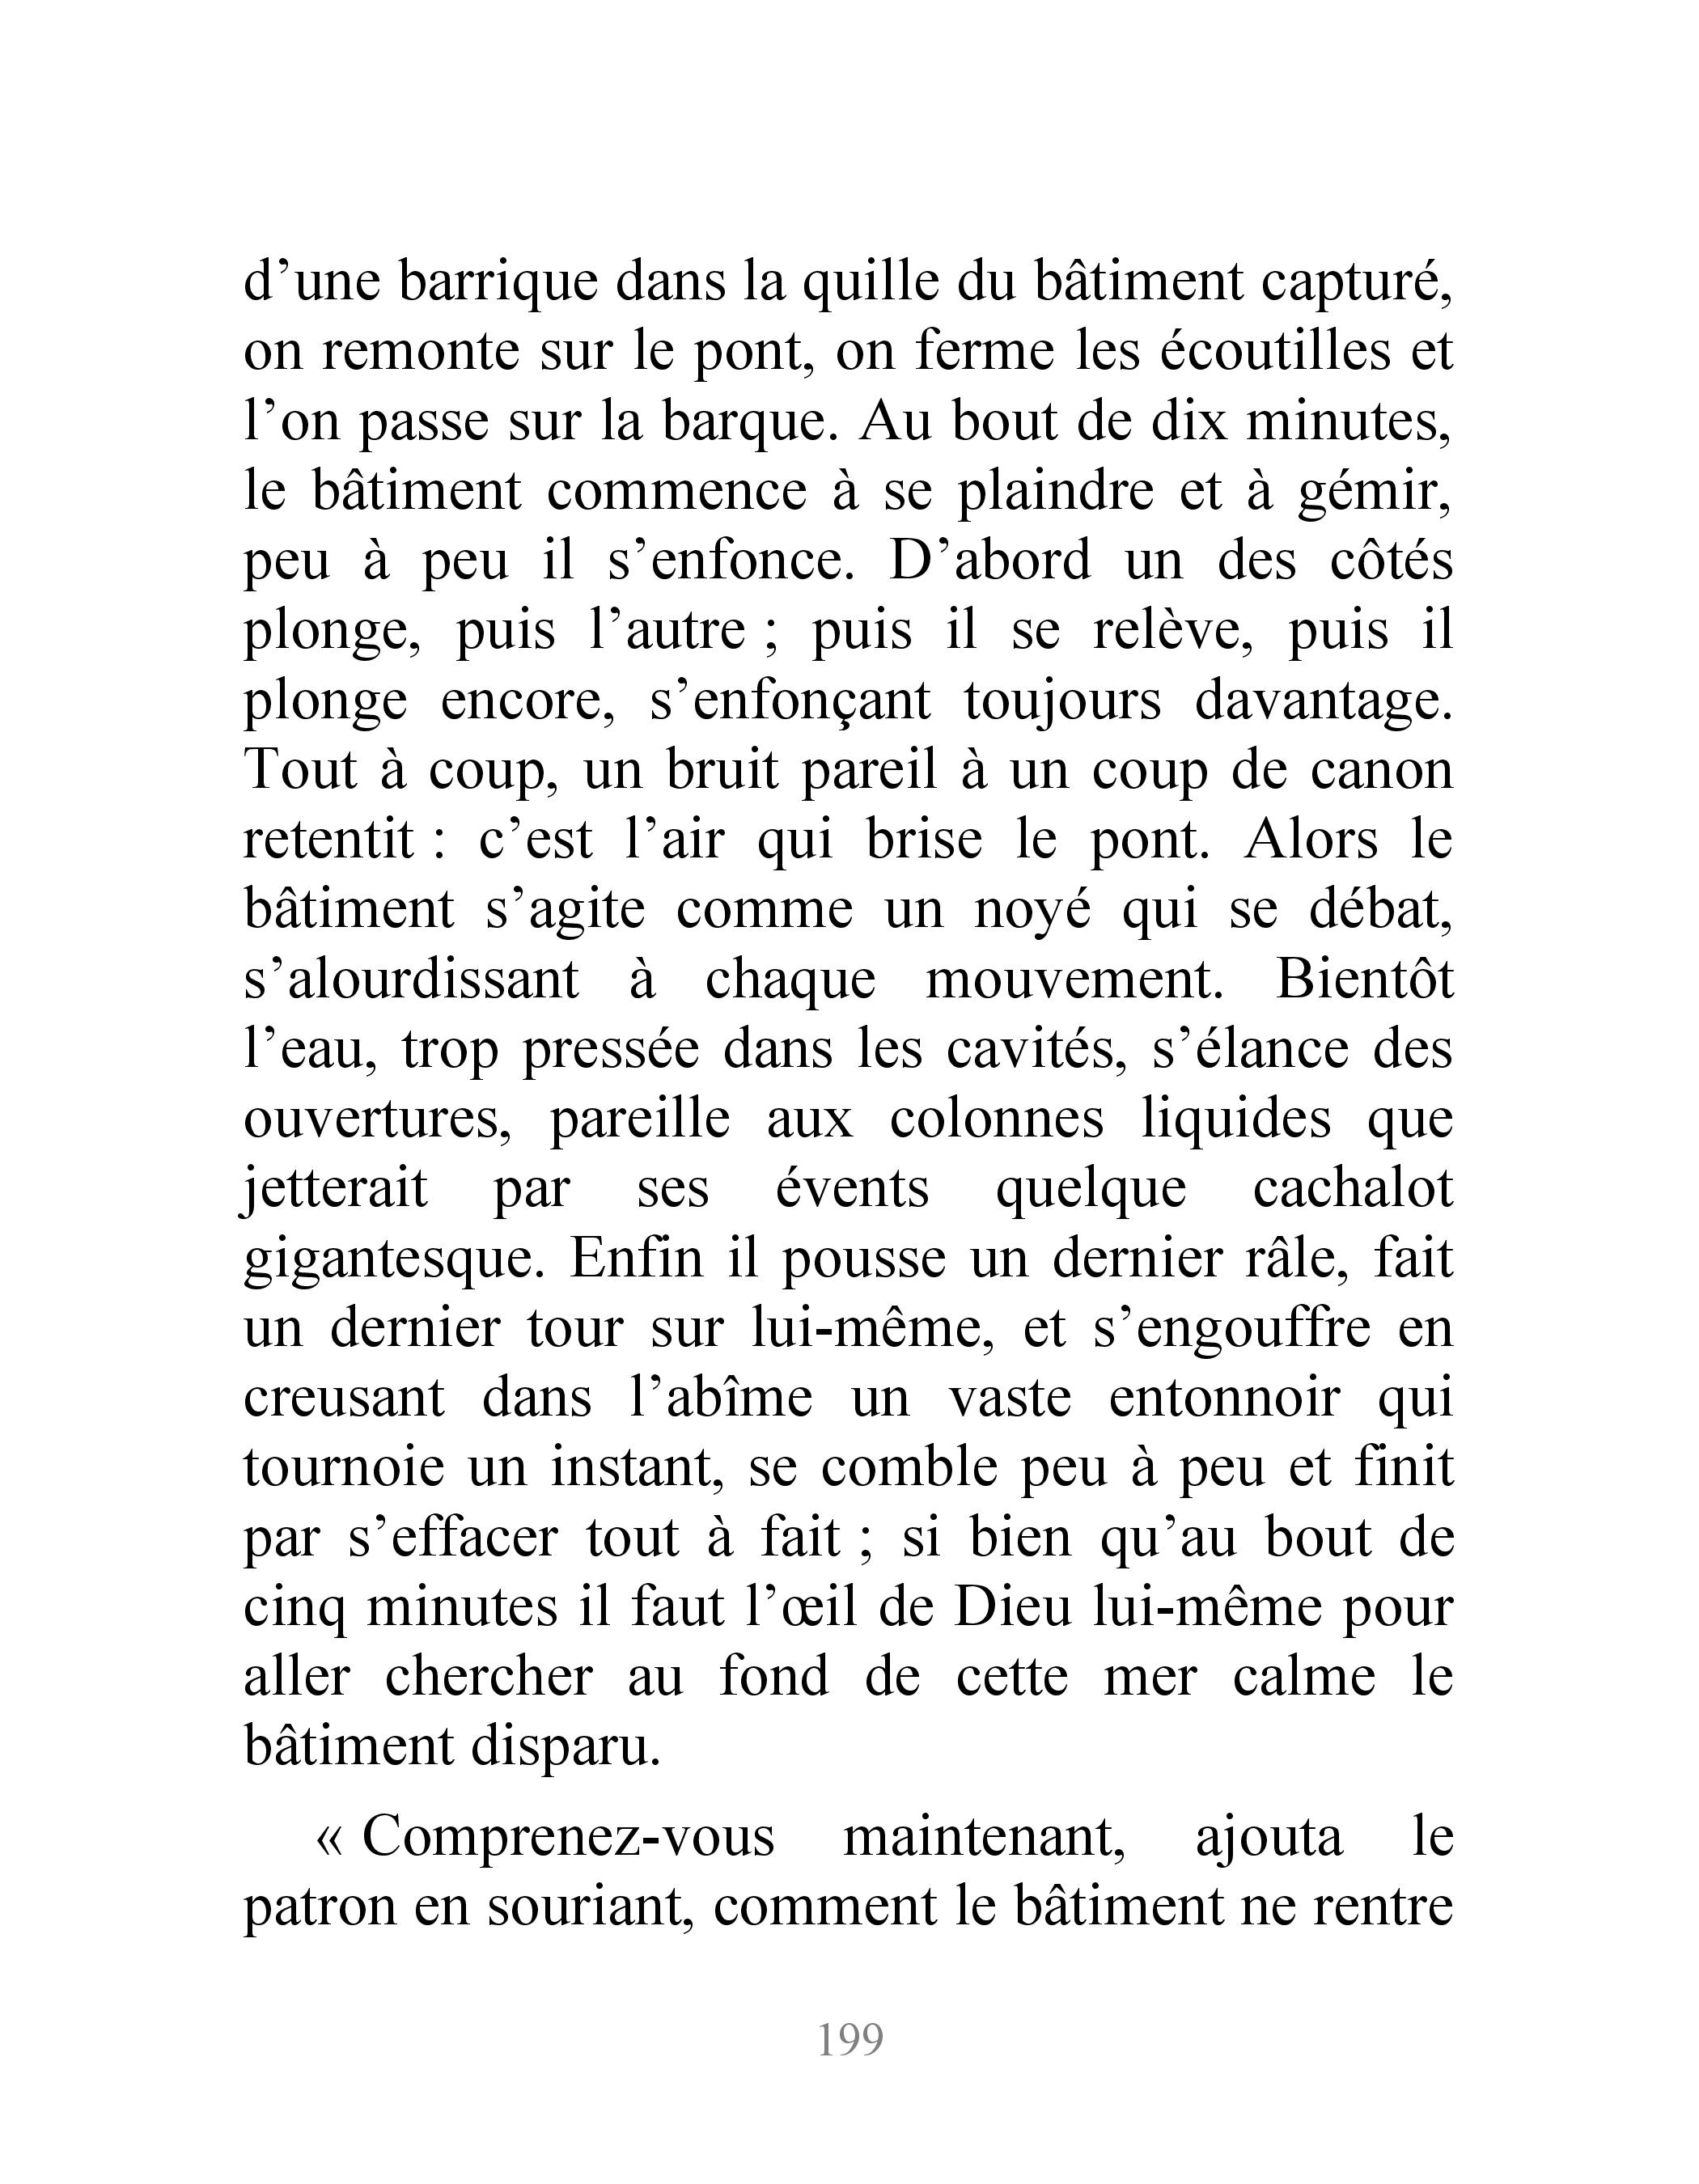 d’une barrique dans la quille du bâtiment capturé,
on remonte sur le pont, on ferme les écoutilles et
l’on passe sur la barque. Au bout de dix minutes,
le bâtiment commence à se plaindre et à gémir,
peu à peu il s’enfonce. D’abord un des côtés
plonge, puis l’autre ; puis il se relève, puis il
plonge encore, s’enfonçant toujours davantage.
Tout à coup, un bruit pareil à un coup de canon
retentit : c’est l’air qui brise le pont. Alors le
bâtiment s’agite comme un noyé qui se débat,
s’alourdissant à chaque mouvement. Bientôt
l’eau, trop pressée dans les cavités, s’élance des
ouvertures, pareille aux colonnes liquides que
jetterait par ses évents quelque cachalot
gigantesque. Enfin il pousse un dernier râle, fait
un dernier tour sur lui-même, et s’engouffre en
creusant dans l’abîme un vaste entonnoir qui
tournoie un instant, se comble peu à peu et finit
par s’effacer tout à fait ; si bien qu’au bout de
cinq minutes il faut l’œil de Dieu lui-même pour
aller chercher au fond de cette mer calme le
bâtiment disparu.
« Comprenez-vous maintenant, ajouta le
patron en souriant, comment le bâtiment ne rentre
199